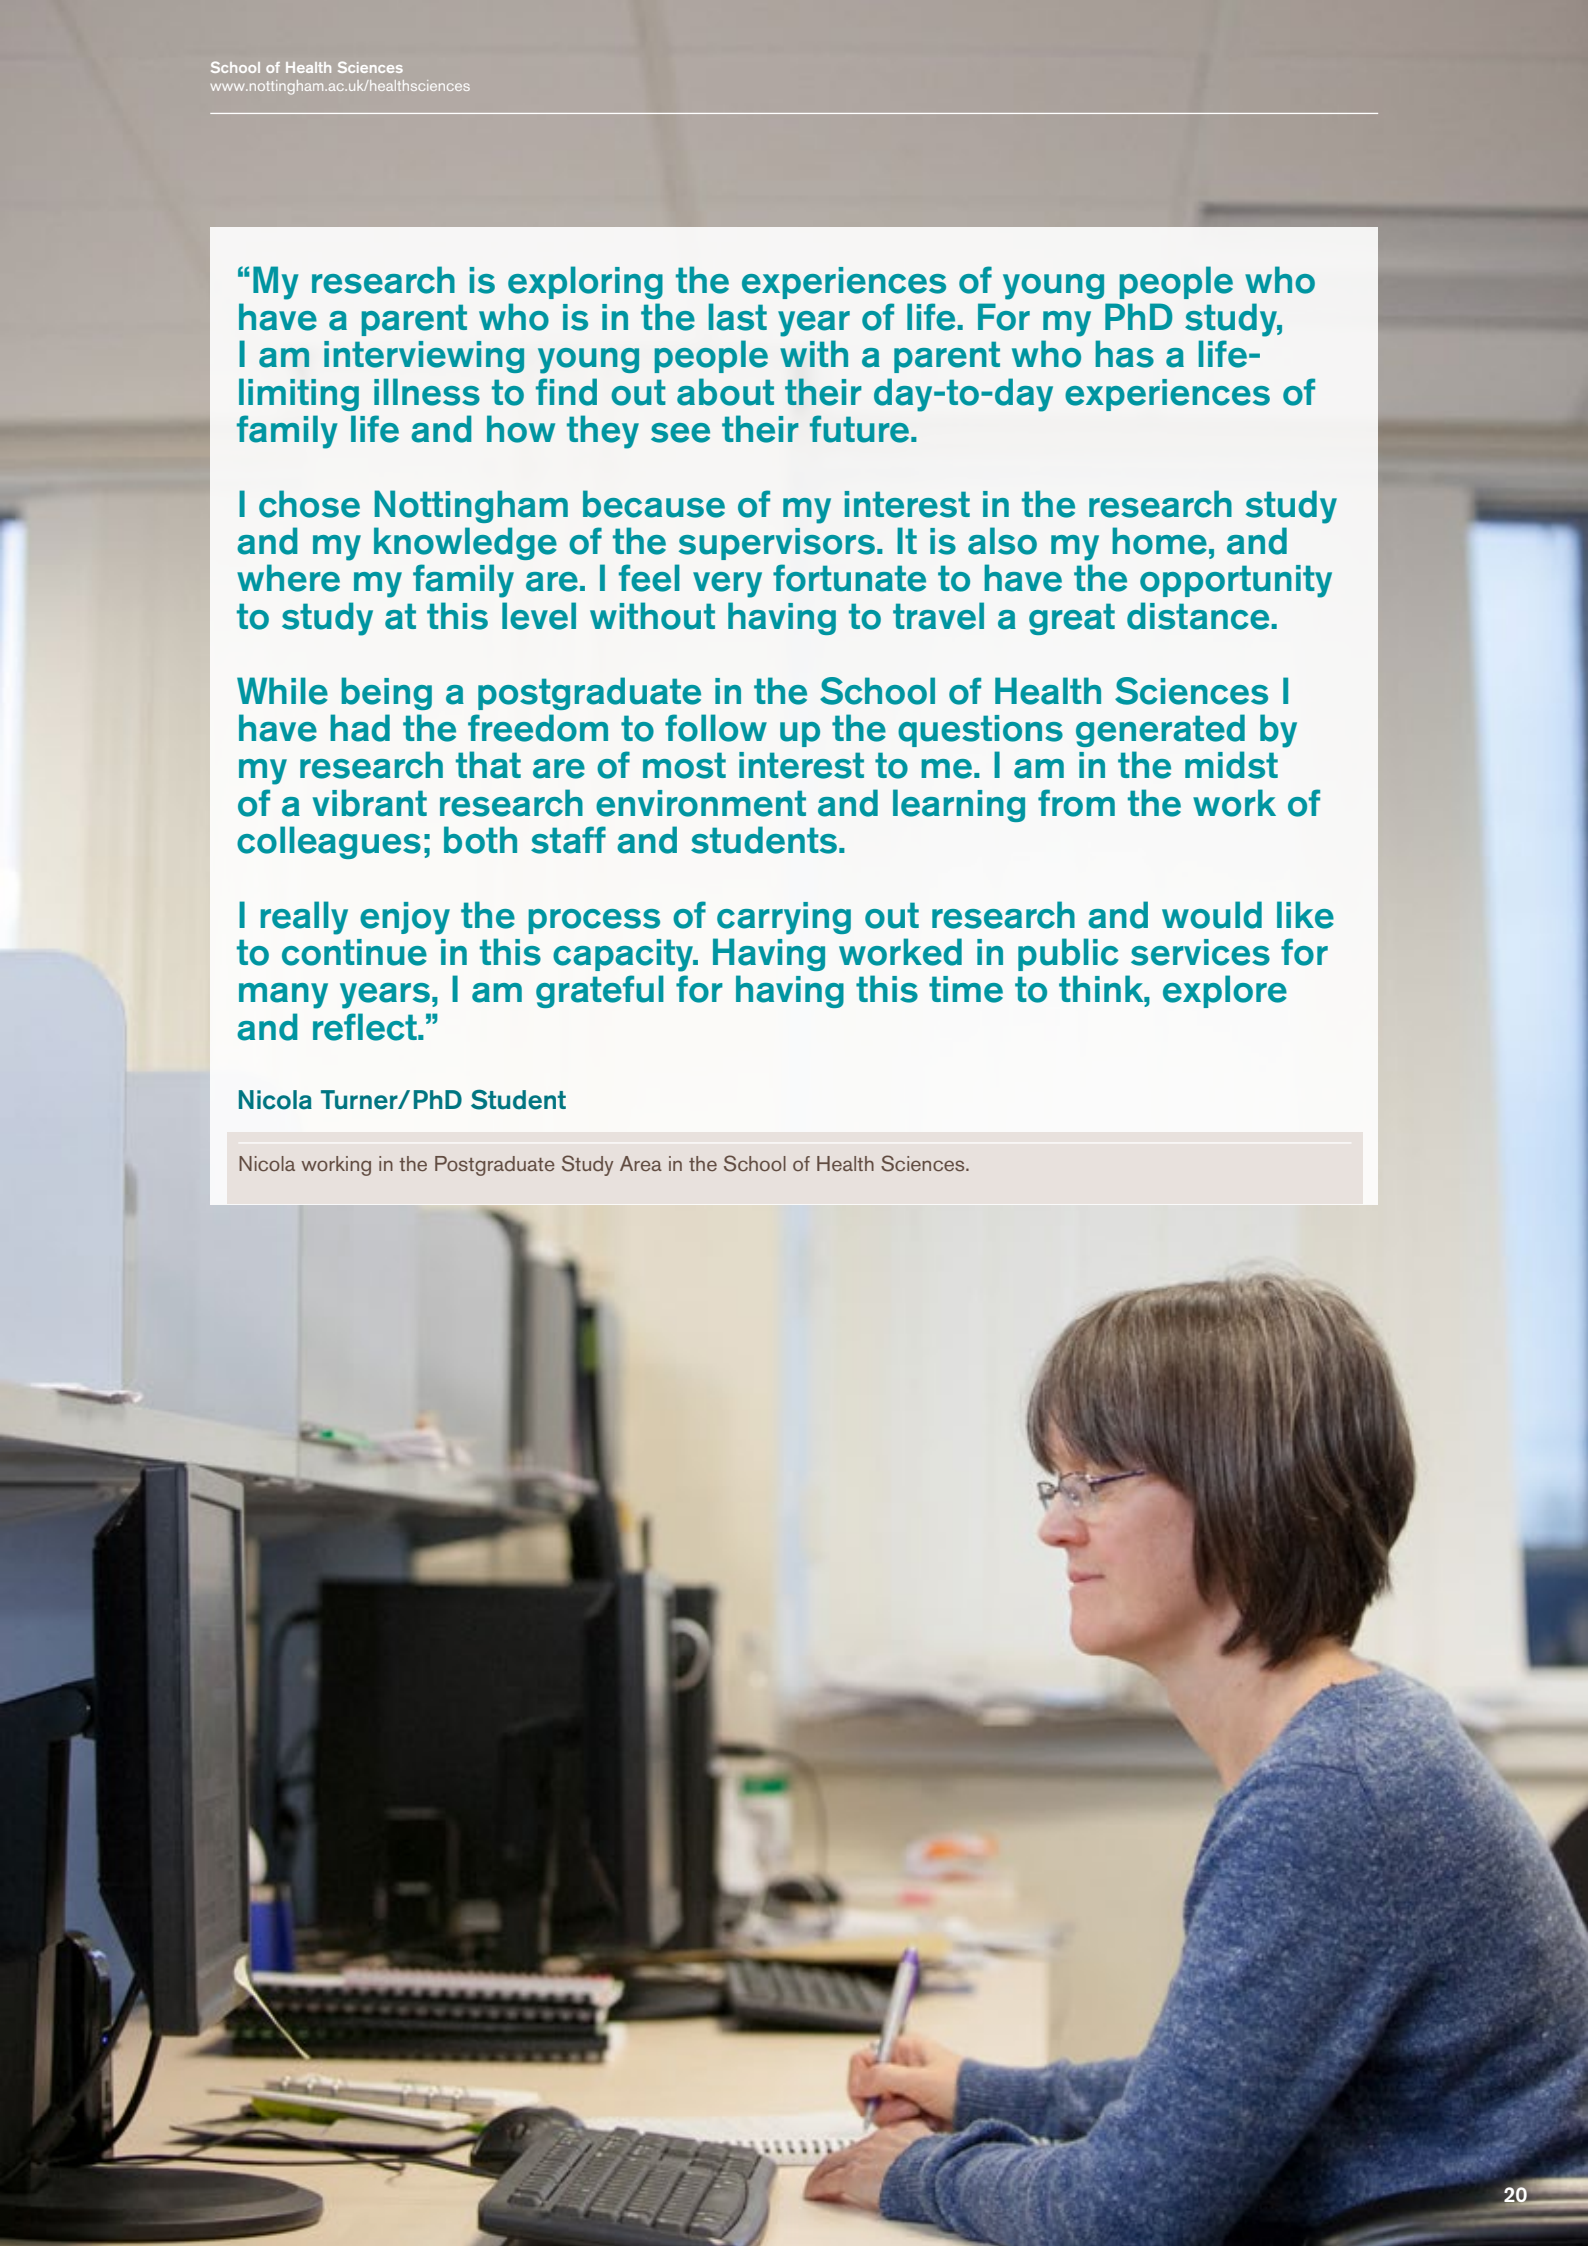 School of Health Sciences
www.nottingham.ac.uk/healthsciences
“My research is exploring the experiences of young people who
have a parent who is in the last year of life. For my PhD study,
I am interviewing young people with a parent who has a life-
limiting illness to find out about their day-to-day experiences of
family life and how they see their future.
I chose Nottingham because of my interest in the research study
and my knowledge of the supervisors. It is also my home, and
where my family are. I feel very fortunate to have the opportunity
to study at this level without having to travel a great distance.
While being a postgraduate in the School of Health Sciences I
have had the freedom to follow up the questions generated by
my research that are of most interest to me. I am in the midst
of a vibrant research environment and learning from the work of
colleagues; both staff and students.
I really enjoy the process of carrying out research and would like
to continue in this capacity. Having worked in public services for
many years, I am grateful for having this time to think, explore
and reflect.”
Nicola Turner/PhD Student
Nicola working in the Postgraduate Study Area in the School of Health Sciences.
20